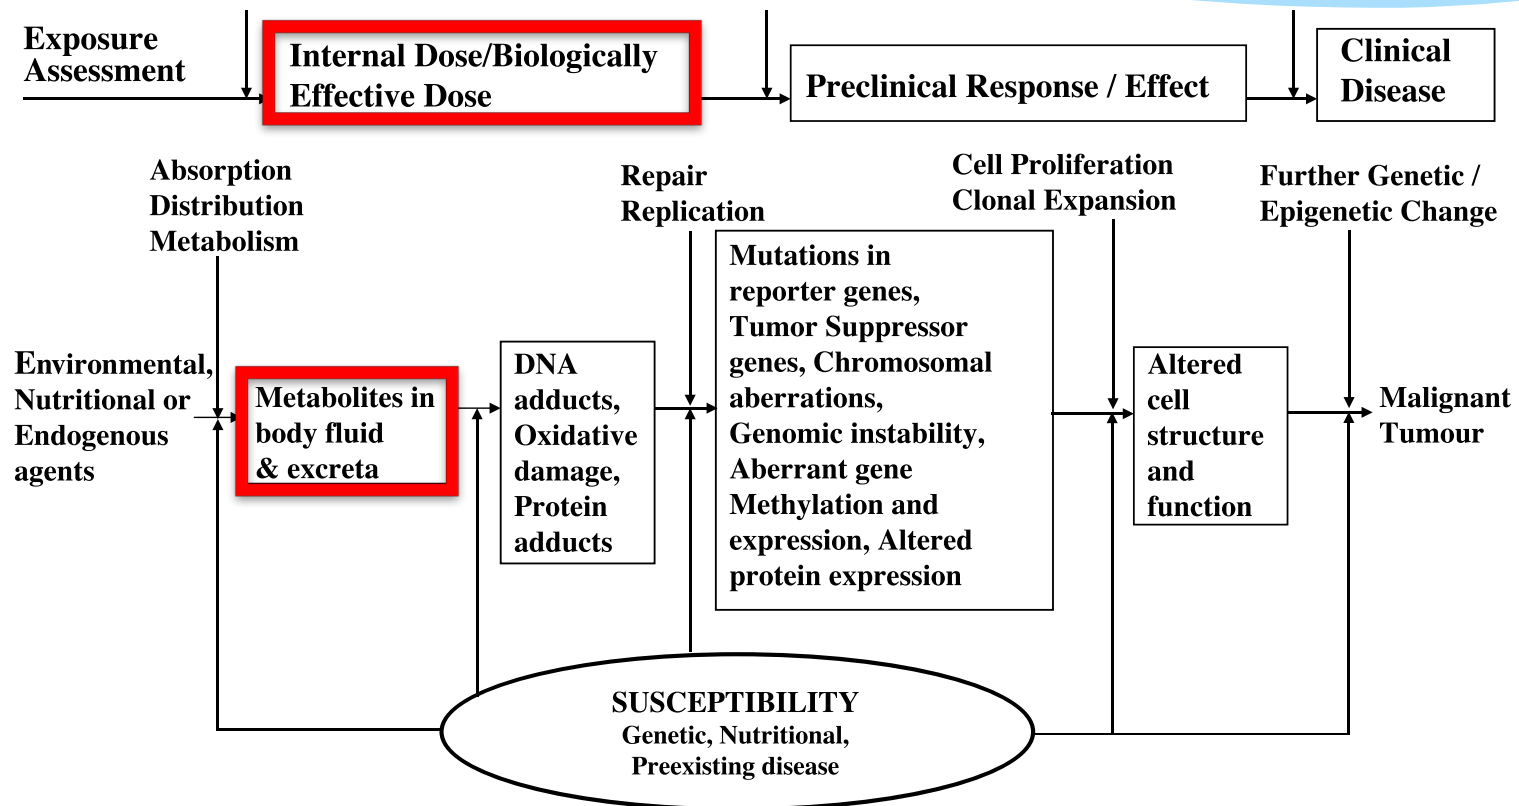 Exposure
Assessment
Internal Dose/Biologically
Effective Dose
Preclinical Response / Effect
Clinical
Disease
Absorption
Distribution
Metabolism
Repair
Replication
Cell Proliferation
Clonal Expansion
Further Genetic /
Epigenetic Change
Environmental,
Nutritional or
Endogenous
agents
Metabolites in
body fluid
& excreta
DNA
adducts,
Oxidative
damage,
Protein
adducts
Mutations in
reporter genes,
Tumor Suppressor
genes, Chromosomal
aberrations,
Genomic instability,
Aberrant gene
Methylation and
expression, Altered
protein expression
Altered
cell
structure
and
function
Malignant
Tumour
SUSCEPTIBILITY
Genetic, Nutritional,
Preexisting disease